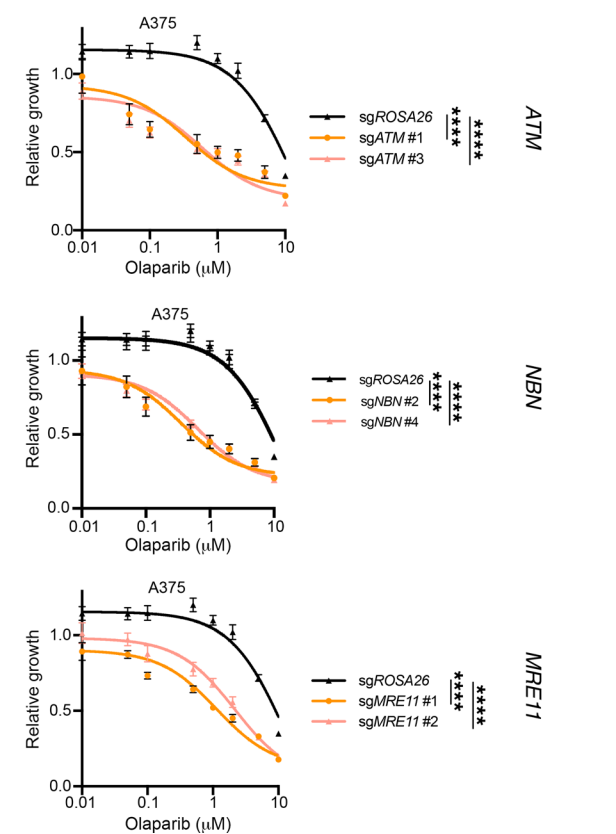 A375
Relative growth
1.0
0.5
0.0
0.01 0.1 1 10
Olaparib (μM)
sgROSA26
sgATM #1
sgATM #3
****
****
ATM
A375
Relative growth
1.0
0.5
0.0
0.01 0.1 1 10
Olaparib (μM)
sgROSA26
sgNBN #2
sgNBN #4
****
****
NBN
A375
Relative growth
1.0
0.5
0.0
0.01 0.1 1 10
Olaparib (μM)
sgROSA26
sgMRE11 #1
sgMRE11 #2
****
****
MRE11